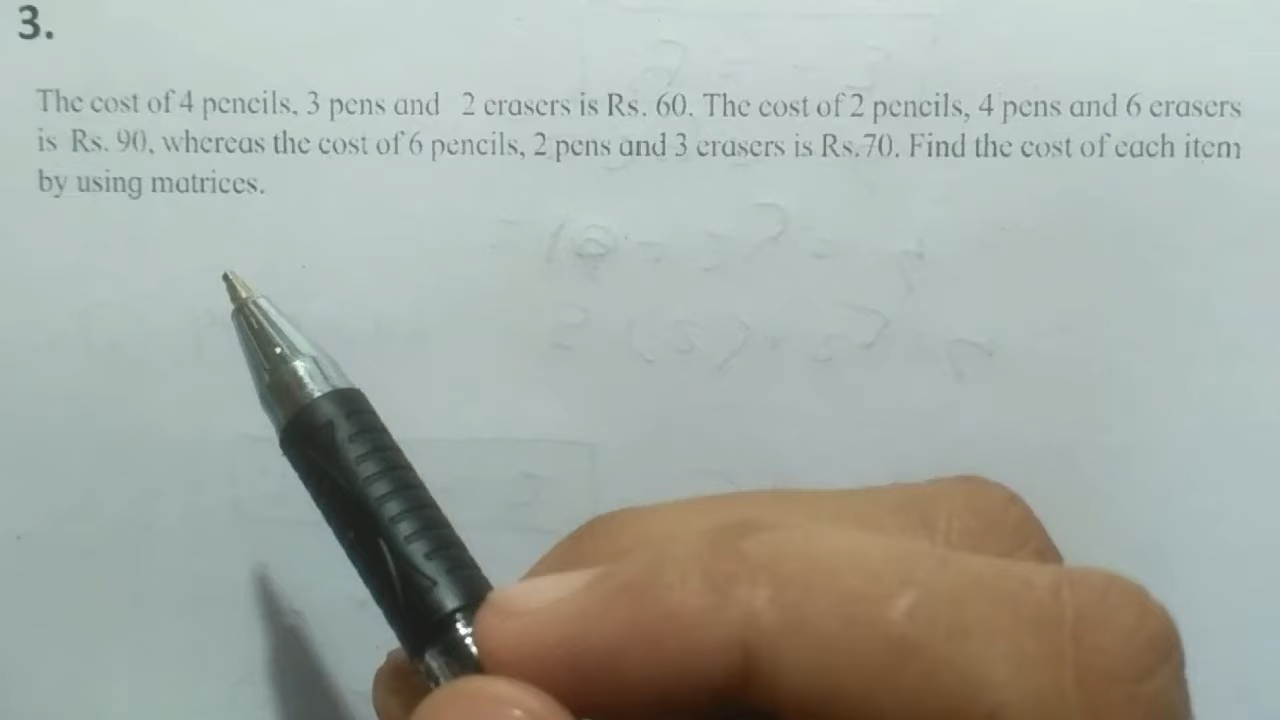 3.
The cost of 4 pencils, 3 pens and 2 erasers is Rs. 60. The cost of 2 pencils, 4 pens and 6 erasers
is Rs. 90, whereas the cost of 6 pencils, 2 pens and 3 erasers is Rs.70. Find the cost of each item
by using matrices.